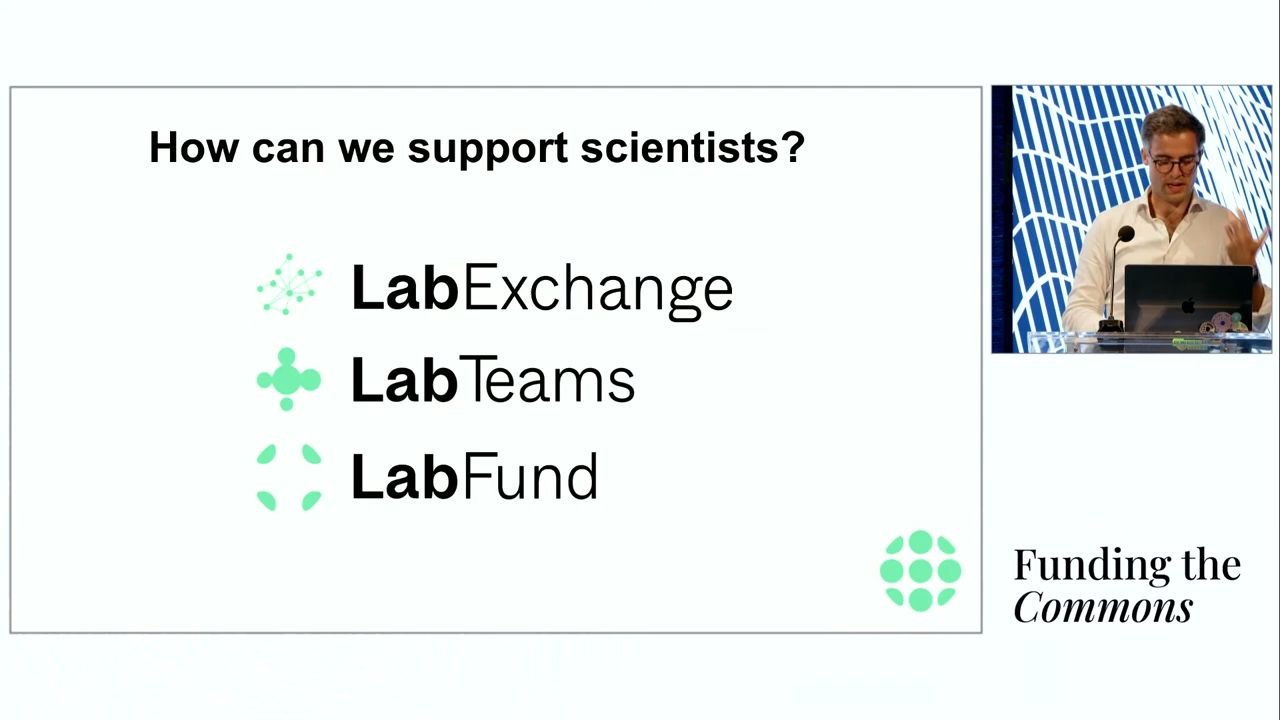 How can we support scientists?
LabExchange
LabTeams
LabFund
Funding the
Commons